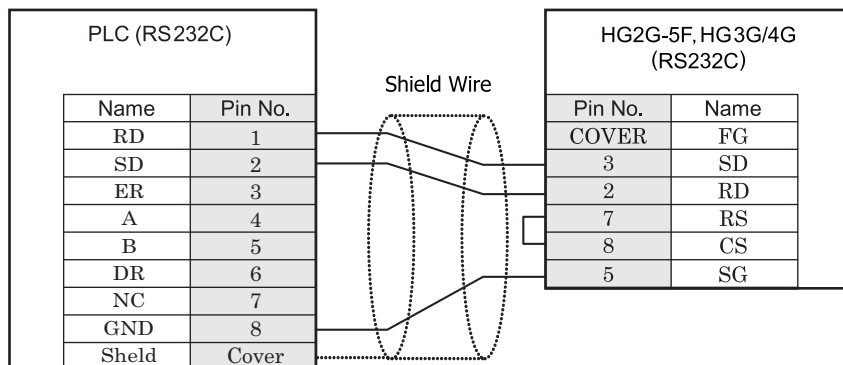 PLC (RS232C)
HG2G-5F, HG3G/4G
(RS232C)
Shield Wire
Name Pin No.
RD 1
SD 2
ER 3
A 4
B 5
DR 6
NC 7
GND 8
Sheld Cover
Pin No. Name
COVER FG
3 SD
2 RD
7 RS
8 CS
5 SG